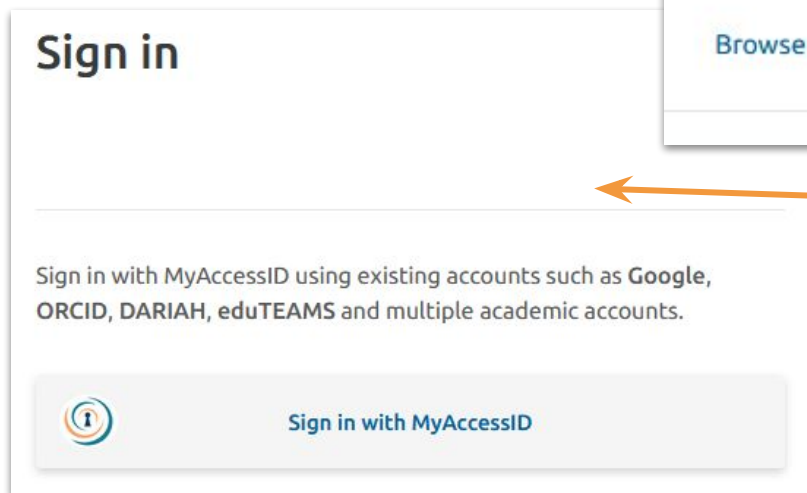 Sign in
Browse
Sign in with MyAccessID using existing accounts such as Google,
ORCID, DARIAH, eduTEAMS and multiple academic accounts.
Sign in with MyAccessID